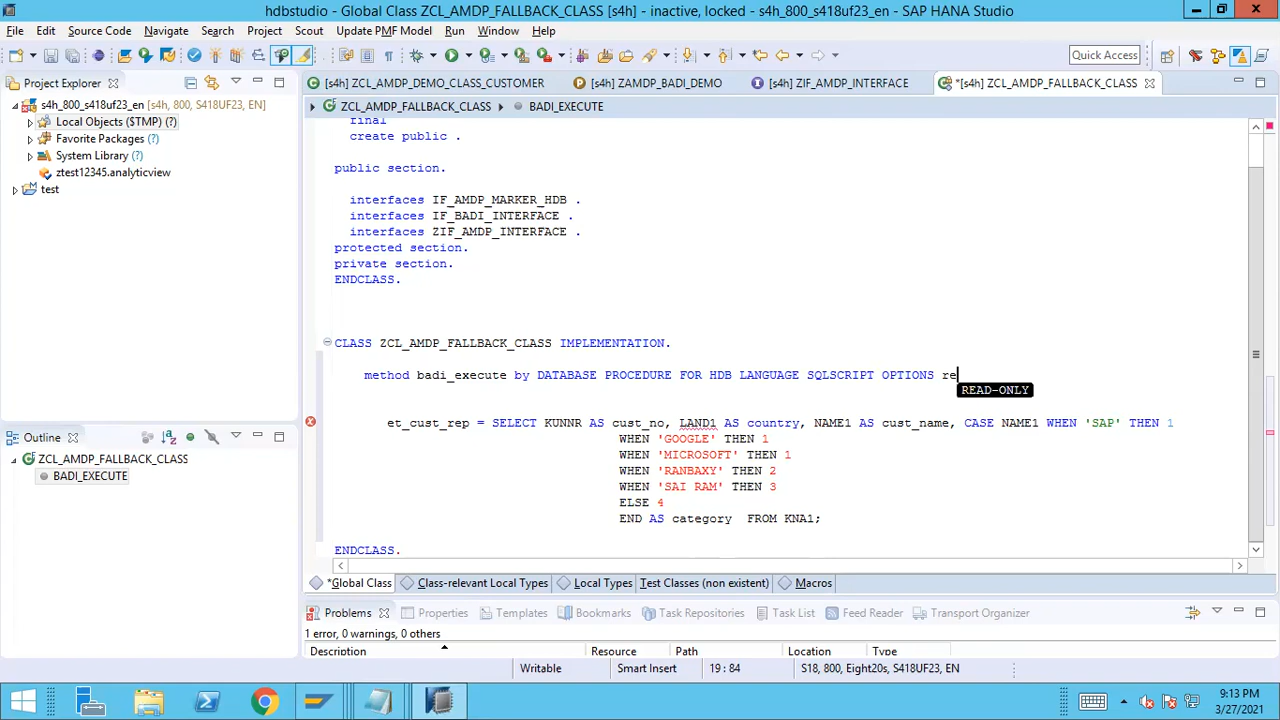 hdbstudio - Global Class ZCL_AMDP_FALLBACK_CLASS [s4h] - inactive, locked - s4h_800_s418uf23_en - SAP HANA Studio
File Edit Source Code Navigate Search Project Scout Update PMF Model Run Window Help
Quick Access
Project Explorer
[s4h] ZCL_AMDP_DEMO_CLASS_CUSTOMER [s4h] ZAMDP_BADI_DEMO [s4h] ZIF_AMDP_INTERFACE *[s4h] ZCL_AMDP_FALLBACK_CLASS
s4h_800_s418uf23_en [s4h, 800, S418UF23, EN]
Local Objects ($TMP) (?)
Favorite Packages (?)
System Library (?)
ztest12345.analyticview
test
ZCL_AMDP_FALLBACK_CLASS BADI_EXECUTE
final
create public .
public section.
interfaces IF_AMDP_MARKER_HDB .
interfaces IF_BADI_INTERFACE .
interfaces ZIF_AMDP_INTERFACE .
protected section.
private section.
ENDCLASS.
CLASS ZCL_AMDP_FALLBACK_CLASS IMPLEMENTATION.
method badi_execute by DATABASE PROCEDURE FOR HDB LANGUAGE SQLSCRIPT OPTIONS re
READ-ONLY
et_cust_rep = SELECT KUNNR AS cust_no, LAND1 AS country, NAME1 AS cust_name, CASE NAME1 WHEN 'SAP' THEN 1
WHEN 'GOOGLE' THEN 1
WHEN 'MICROSOFT' THEN 1
WHEN 'RANBAXY' THEN 2
WHEN 'SAI RAM' THEN 3
ELSE 4
END AS category  FROM KNA1;
ENDCLASS.
Outline
ZCL_AMDP_FALLBACK_CLASS
BADI_EXECUTE
*Global Class Class-relevant Local Types Local Types Test Classes (non existent) Macros
Problems Properties Templates Bookmarks Task Repositories Task List Feed Reader Transport Organizer
1 error, 0 warnings, 0 others
Description Resource Path Location Type
Writable Smart Insert 19 : 84 S18, 800, Eight20s, S418UF23, EN
9:13 PM
3/27/2021